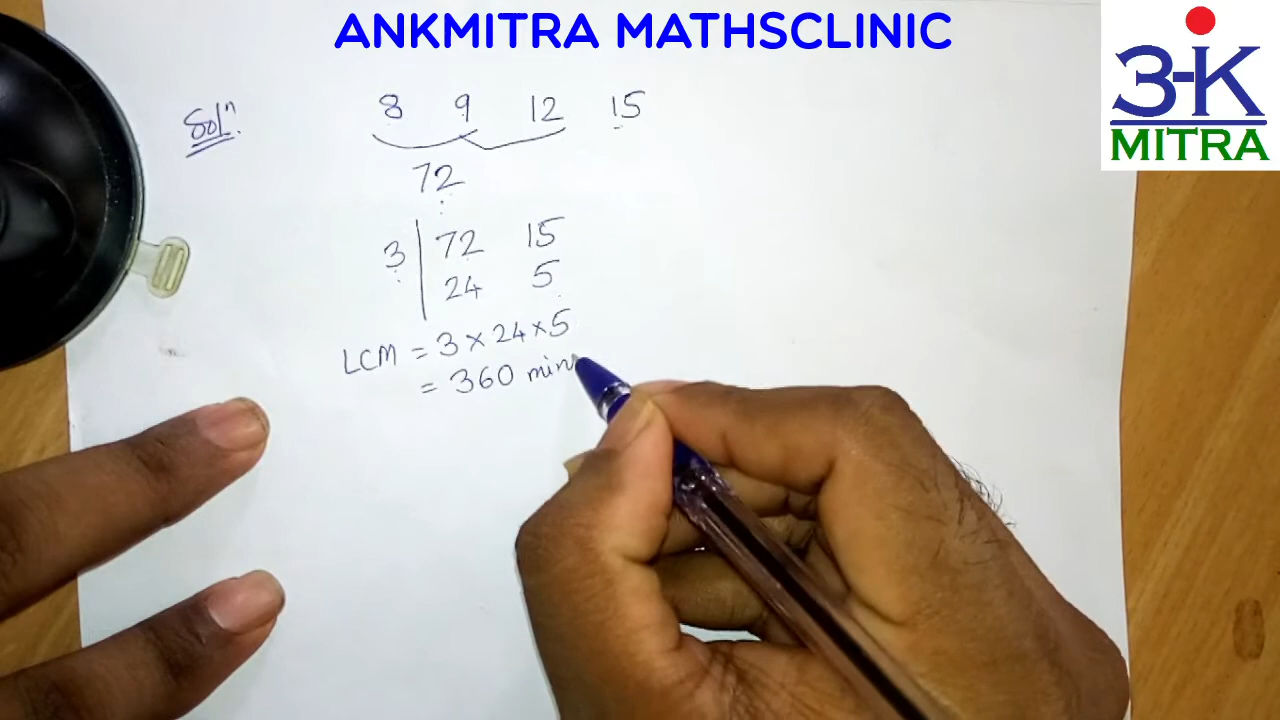 ANKMITRA MATHSCLINIC
3-K
MITRA
Solⁿ.
8 9 12 15
72
3 | 72 15
24 5
LCM = 3 × 24 × 5
= 360 min